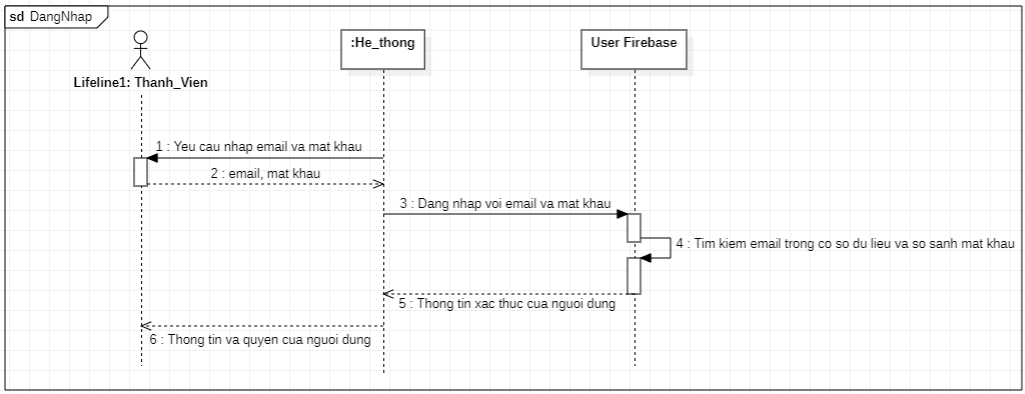 sd DangNhap
:He_thong
User Firebase
Lifeline1: Thanh_Vien
1 : Yeu cau nhap email va mat khau
2 : email, mat khau
3 : Dang nhap voi email va mat khau
4 : Tim kiem email trong co so du lieu va so sanh mat khau
5 : Thong tin xac thuc cua nguoi dung
6 : Thong tin va quyen cua nguoi dung